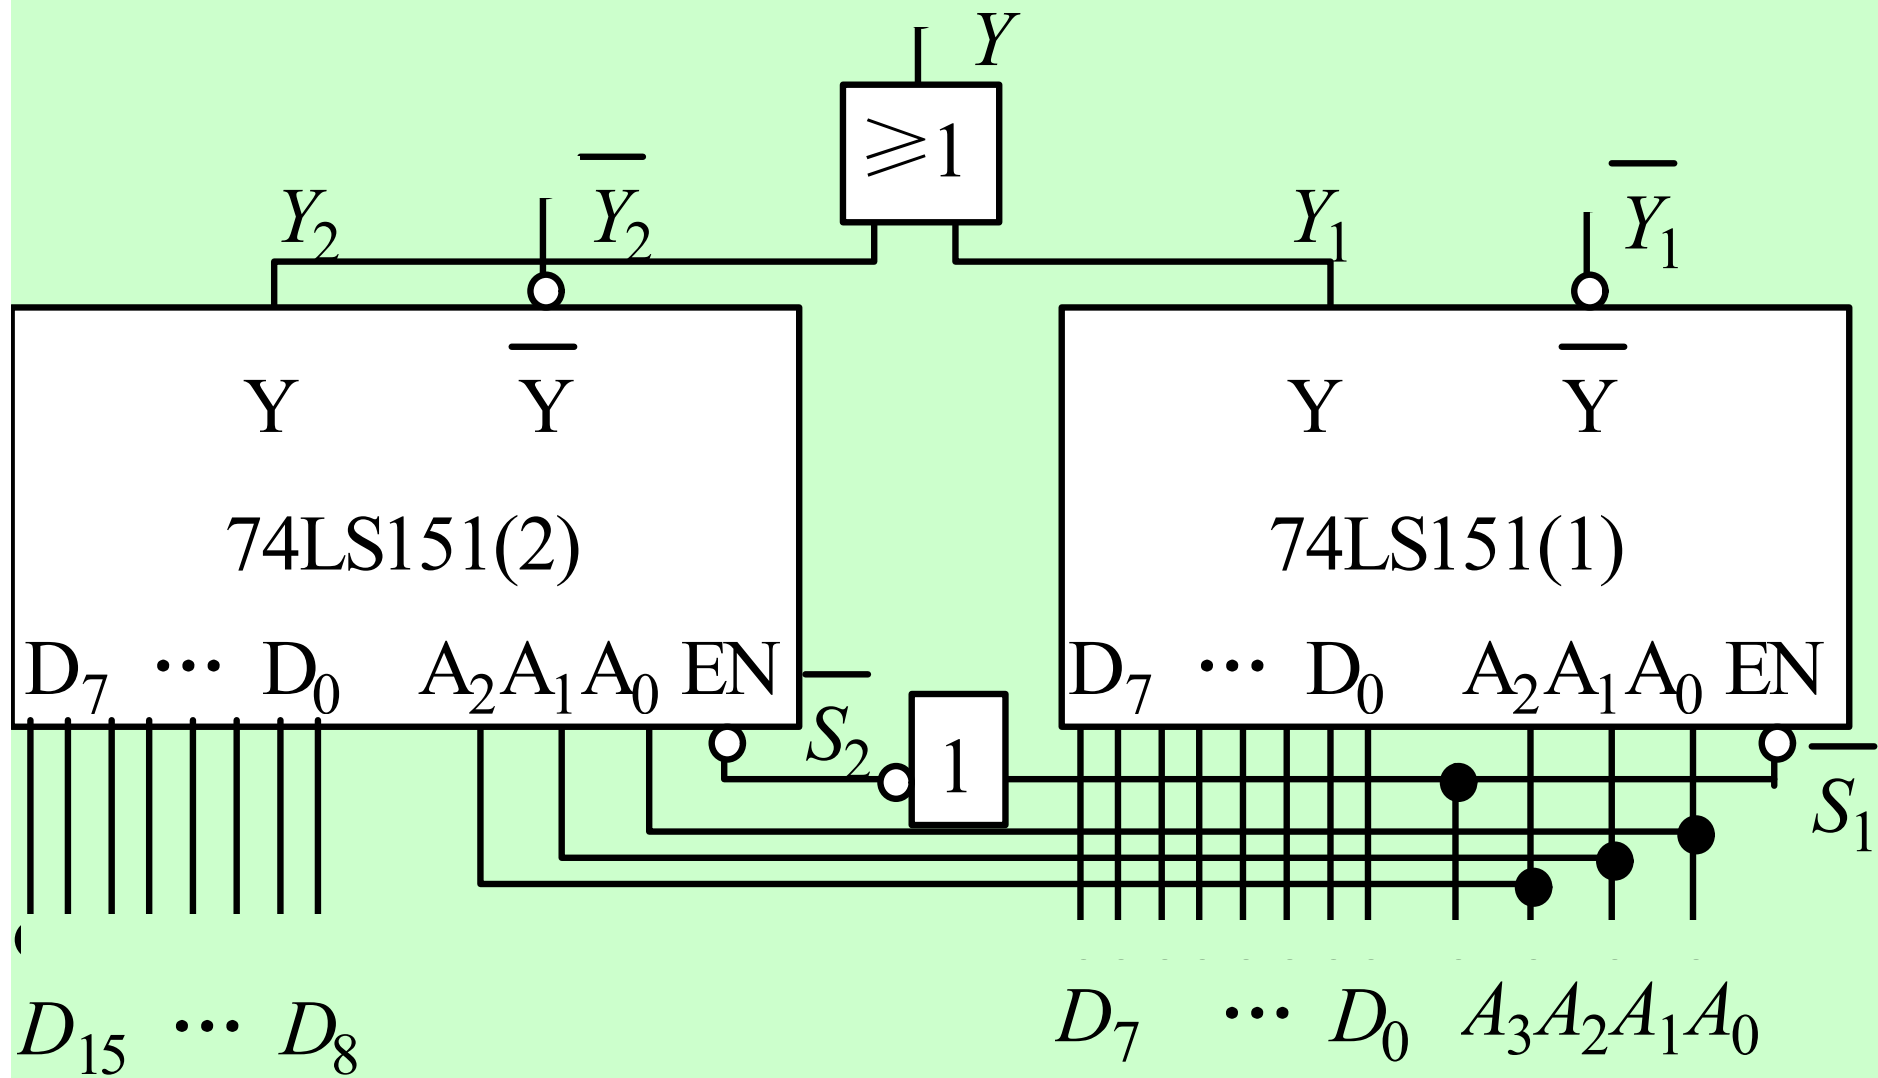 Y
≥1
Y̅₂ Y̅₁
Y₂ Y₁
Y Y̅ Y Y̅
74LS151(2) 74LS151(1)
D₇ ··· D₀ A₂A₁A₀ EN D₇ ··· D₀ A₂A₁A₀ EN
S̅₂ 1 S̅₁
D₁₅ ··· D₈ D₇ ··· D₀ A₃A₂A₁A₀